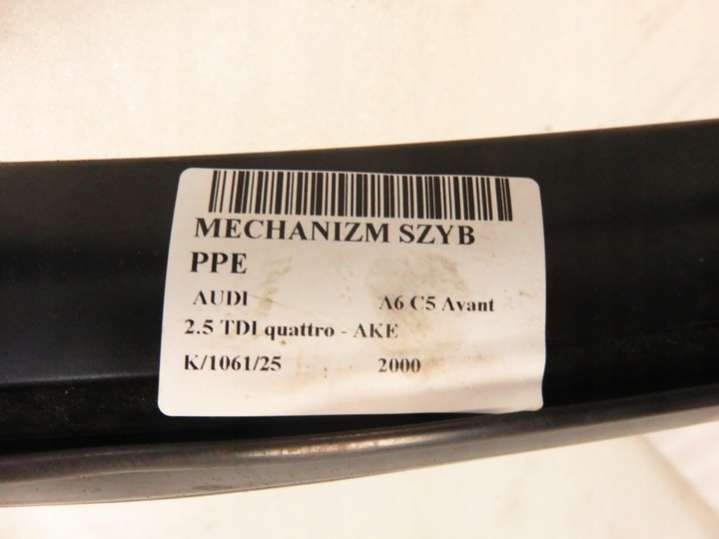 MECHANIZM SZYB
PPE
AUDI A6 C5 Avant
2.5 TDI quattro - AKE
K/1061/25 2000